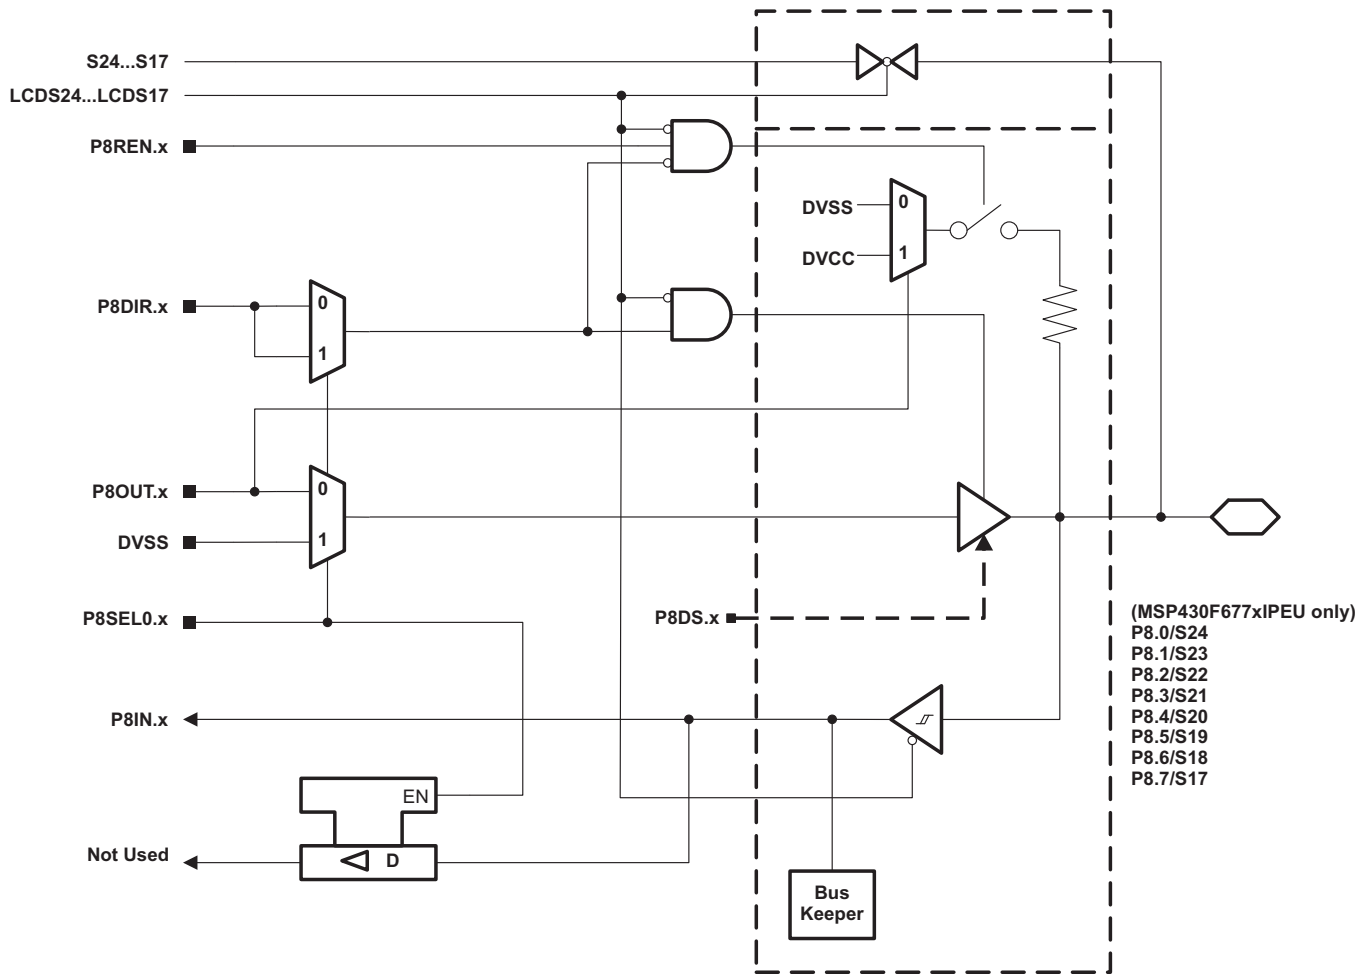 S24...S17
LCDS24...LCDS17
P8REN.x
DVSS
0
DVCC
1
P8DIR.x
0
1
P8OUT.x
0
DVSS
1
P8SEL0.x
P8DS.x
(MSP430F677xIPEU only)
P8.0/S24
P8.1/S23
P8.2/S22
P8.3/S21
P8.4/S20
P8.5/S19
P8.6/S18
P8.7/S17
P8IN.x
EN
Not Used
D
Bus
Keeper